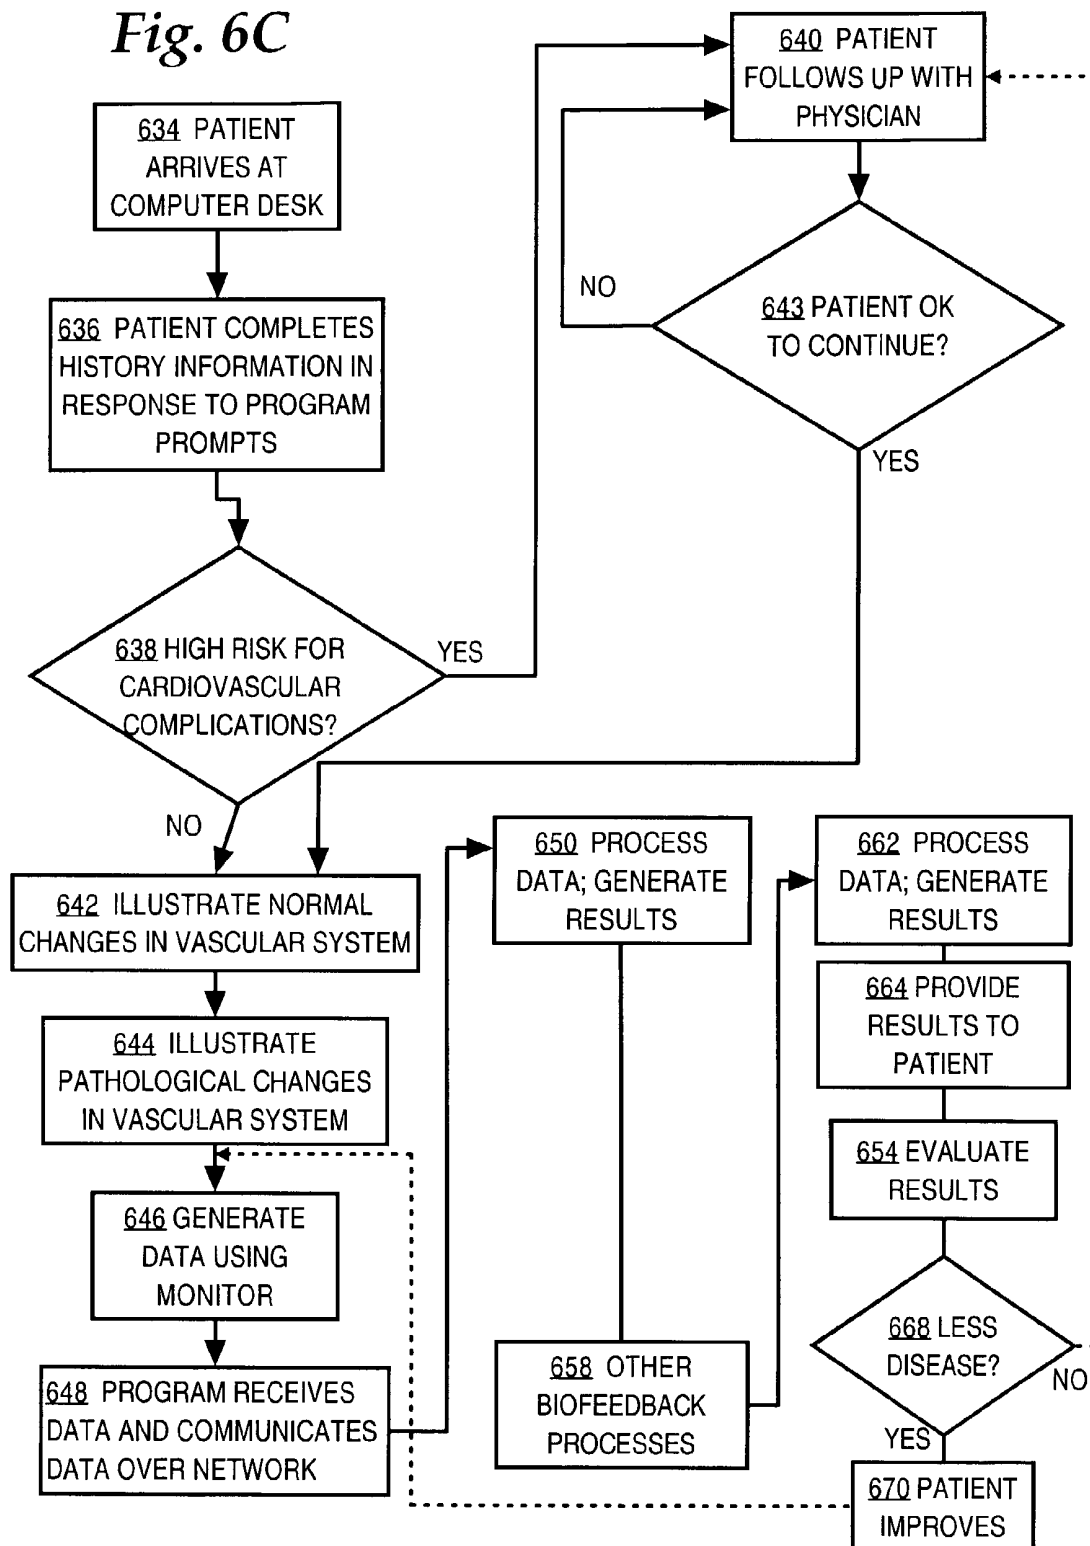 Fig. 6C
634 PATIENT
ARRIVES AT
COMPUTER DESK
636 PATIENT COMPLETES
HISTORY INFORMATION IN
RESPONSE TO PROGRAM
PROMPTS
638 HIGH RISK FOR
CARDIOVASCULAR
COMPLICATIONS?
YES
NO
640 PATIENT
FOLLOWS UP WITH
PHYSICIAN
643 PATIENT OK
TO CONTINUE?
NO
YES
642 ILLUSTRATE NORMAL
CHANGES IN VASCULAR SYSTEM
644 ILLUSTRATE
PATHOLOGICAL CHANGES
IN VASCULAR SYSTEM
646 GENERATE
DATA USING
MONITOR
648 PROGRAM RECEIVES
DATA AND COMMUNICATES
DATA OVER NETWORK
650 PROCESS
DATA; GENERATE
RESULTS
658 OTHER
BIOFEEDBACK
PROCESSES
662 PROCESS
DATA; GENERATE
RESULTS
664 PROVIDE
RESULTS TO
PATIENT
654 EVALUATE
RESULTS
668 LESS
DISEASE?
NO
YES
670 PATIENT
IMPROVES